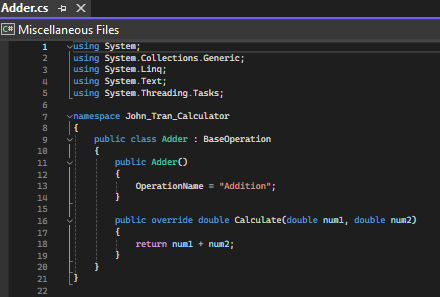 Adder.cs
C# Miscellaneous Files
1 using System;
2 using System.Collections.Generic;
3 using System.Linq;
4 using System.Text;
5 using System.Threading.Tasks;
6
7 namespace John_Tran_Calculator
8 {
9 public class Adder : BaseOperation
10 {
11 public Adder()
12 {
13 OperationName = "Addition";
14 }
15
16 public override double Calculate(double num1, double num2)
17 {
18 return num1 + num2;
19 }
20 }
21 }
22